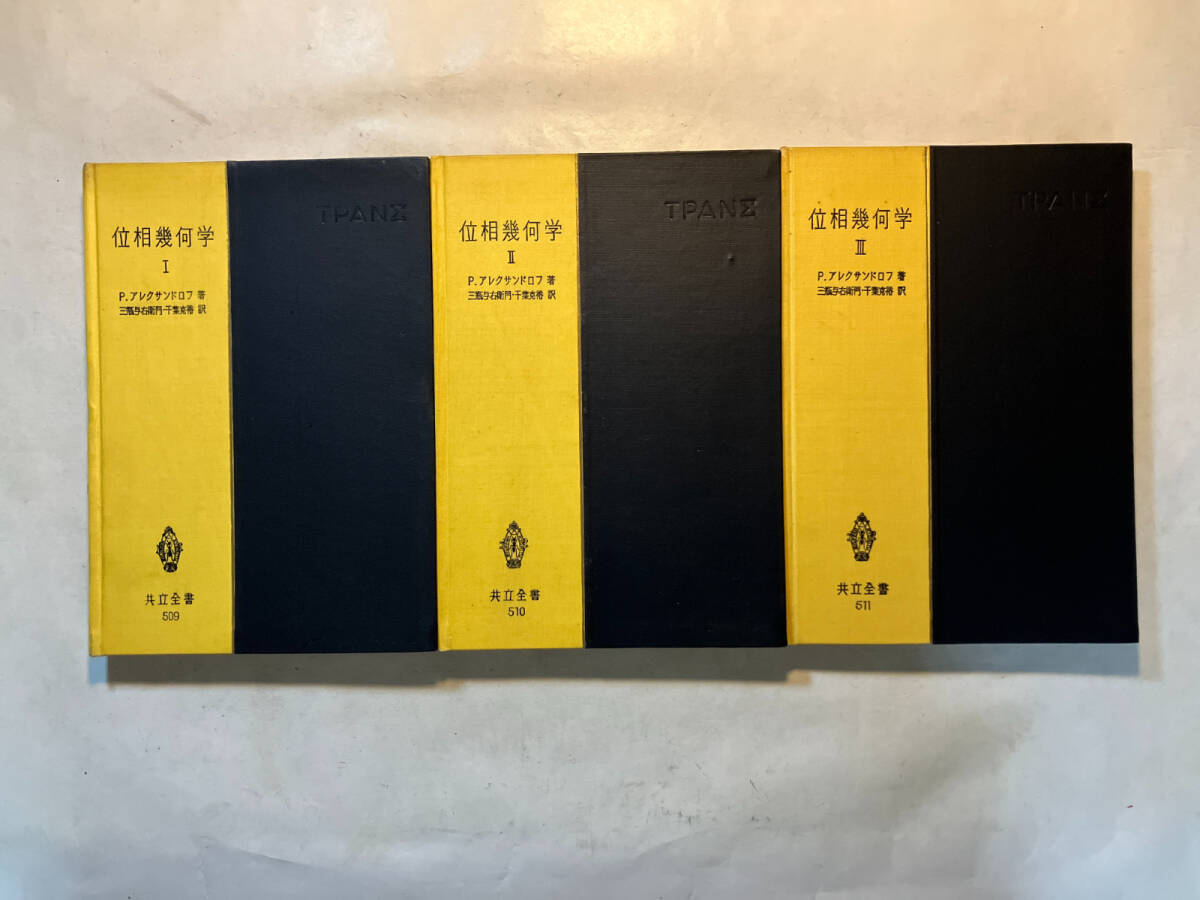 位相幾何学
I
P.アレクサンドロフ 著
三瓶与右衛門・千葉克裕 訳
共立全書
509
TPANΣ
位相幾何学
II
P.アレクサンドロフ 著
三瓶与右衛門・千葉克裕 訳
共立全書
510
TPANΣ
位相幾何学
III
P.アレクサンドロフ 著
三瓶与右衛門・千葉克裕 訳
共立全書
511
TPANΣ